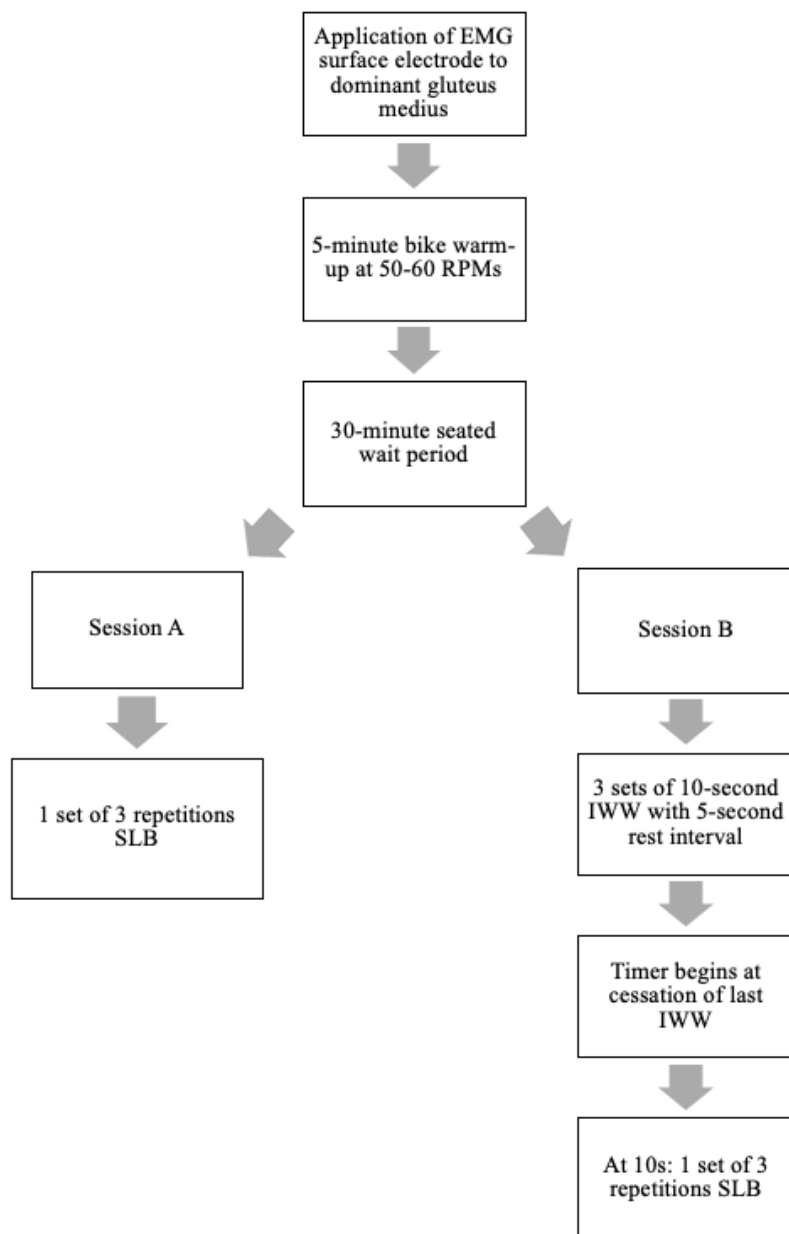 Application of EMG
surface electrode to
dominant gluteus
medius
5-minute bike warm-
up at 50-60 RPMs
30-minute seated
wait period
Session A
1 set of 3 repetitions
SLB
Session B
3 sets of 10-second
IWW with 5-second
rest interval
Timer begins at
cessation of last
IWW
At 10s: 1 set of 3
repetitions SLB